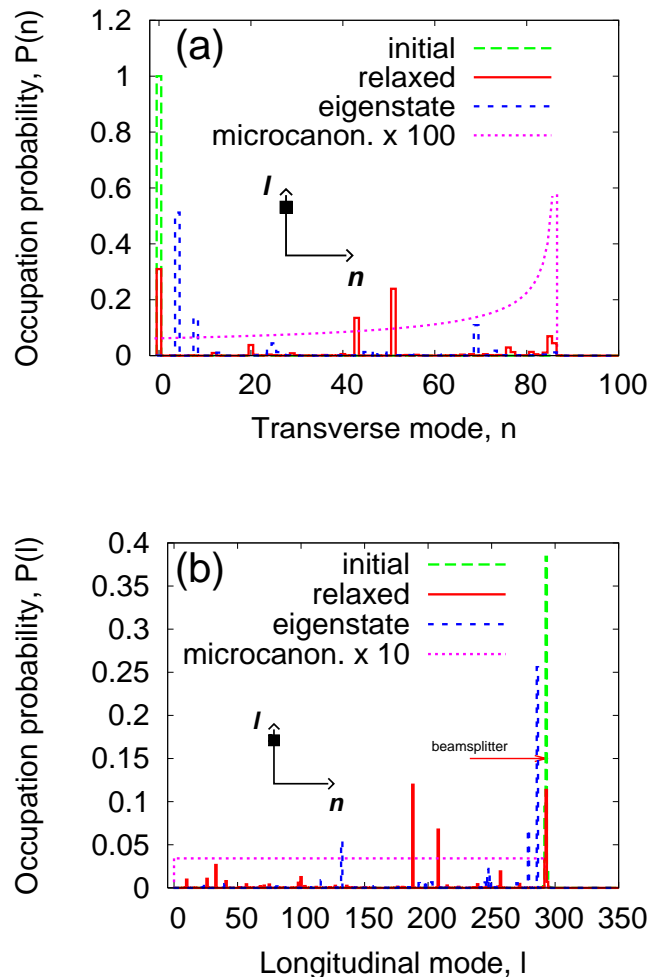 Occupation probability, P(n)
1.2
1
0.8
0.6
0.4
0.2
0
(a)
initial
relaxed
eigenstate
microcanon. x 100
l
n
0 20 40 60 80 100
Transverse mode, n
Occupation probability, P(l)
0.4
0.35
0.3
0.25
0.2
0.15
0.1
0.05
0
(b)
initial
relaxed
eigenstate
microcanon. x 10
beamsplitter
l
n
0 50 100 150 200 250 300 350
Longitudinal mode, l